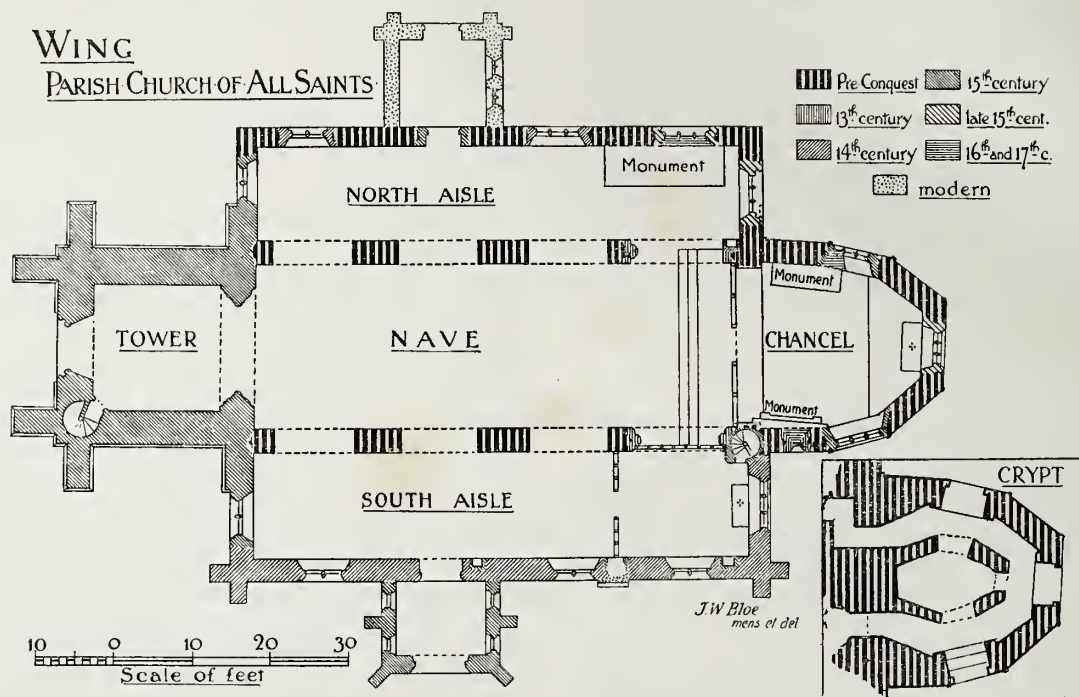 WING
PARISH·CHURCH·OF·ALL SAINTS·
Pre-Conquest
13th century
14th century
15th century
late 15th cent.
16th and 17th c.
modern
Monument
NORTH AISLE
Monument
TOWER
NAVE
CHANCEL
Monument
SOUTH AISLE
CRYPT
J.W Bloe
mens et del
10 0 10 20 30
Scale of feet